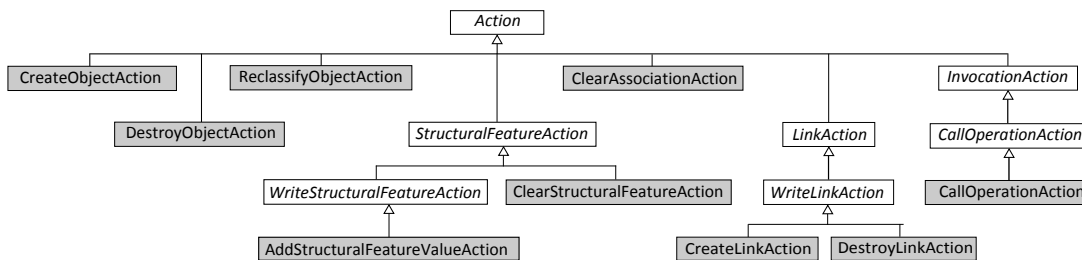 Action
CreateObjectAction
ReclassifyObjectAction
ClearAssociationAction
InvocationAction
DestroyObjectAction
StructuralFeatureAction
LinkAction
CallOperationAction
WriteStructuralFeatureAction
ClearStructuralFeatureAction
WriteLinkAction
CallOperationAction
AddStructuralFeatureValueAction
CreateLinkAction
DestroyLinkAction